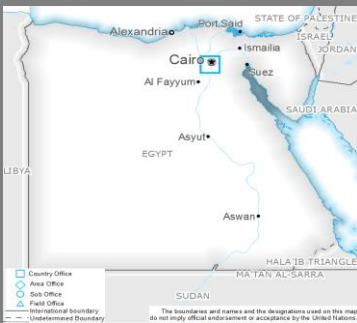 STATE OF PALESTINE
Port Said
Alexandria
ISRAEL
Ismailia
JORDAN
Cairo
Suez
Al Fayyum
SAUDI ARABIA
Asyut
EGYPT
LIBYA
Aswan
HALA'IB TRIANGLE
MA'TAN AL-SARRA
SUDAN
Country Office
Area Office
Sub Office
Field Office
International boundary
Undetermined Boundary
The boundaries and names and the designations used on this map
do not imply official endorsement or acceptance by the United Nations.